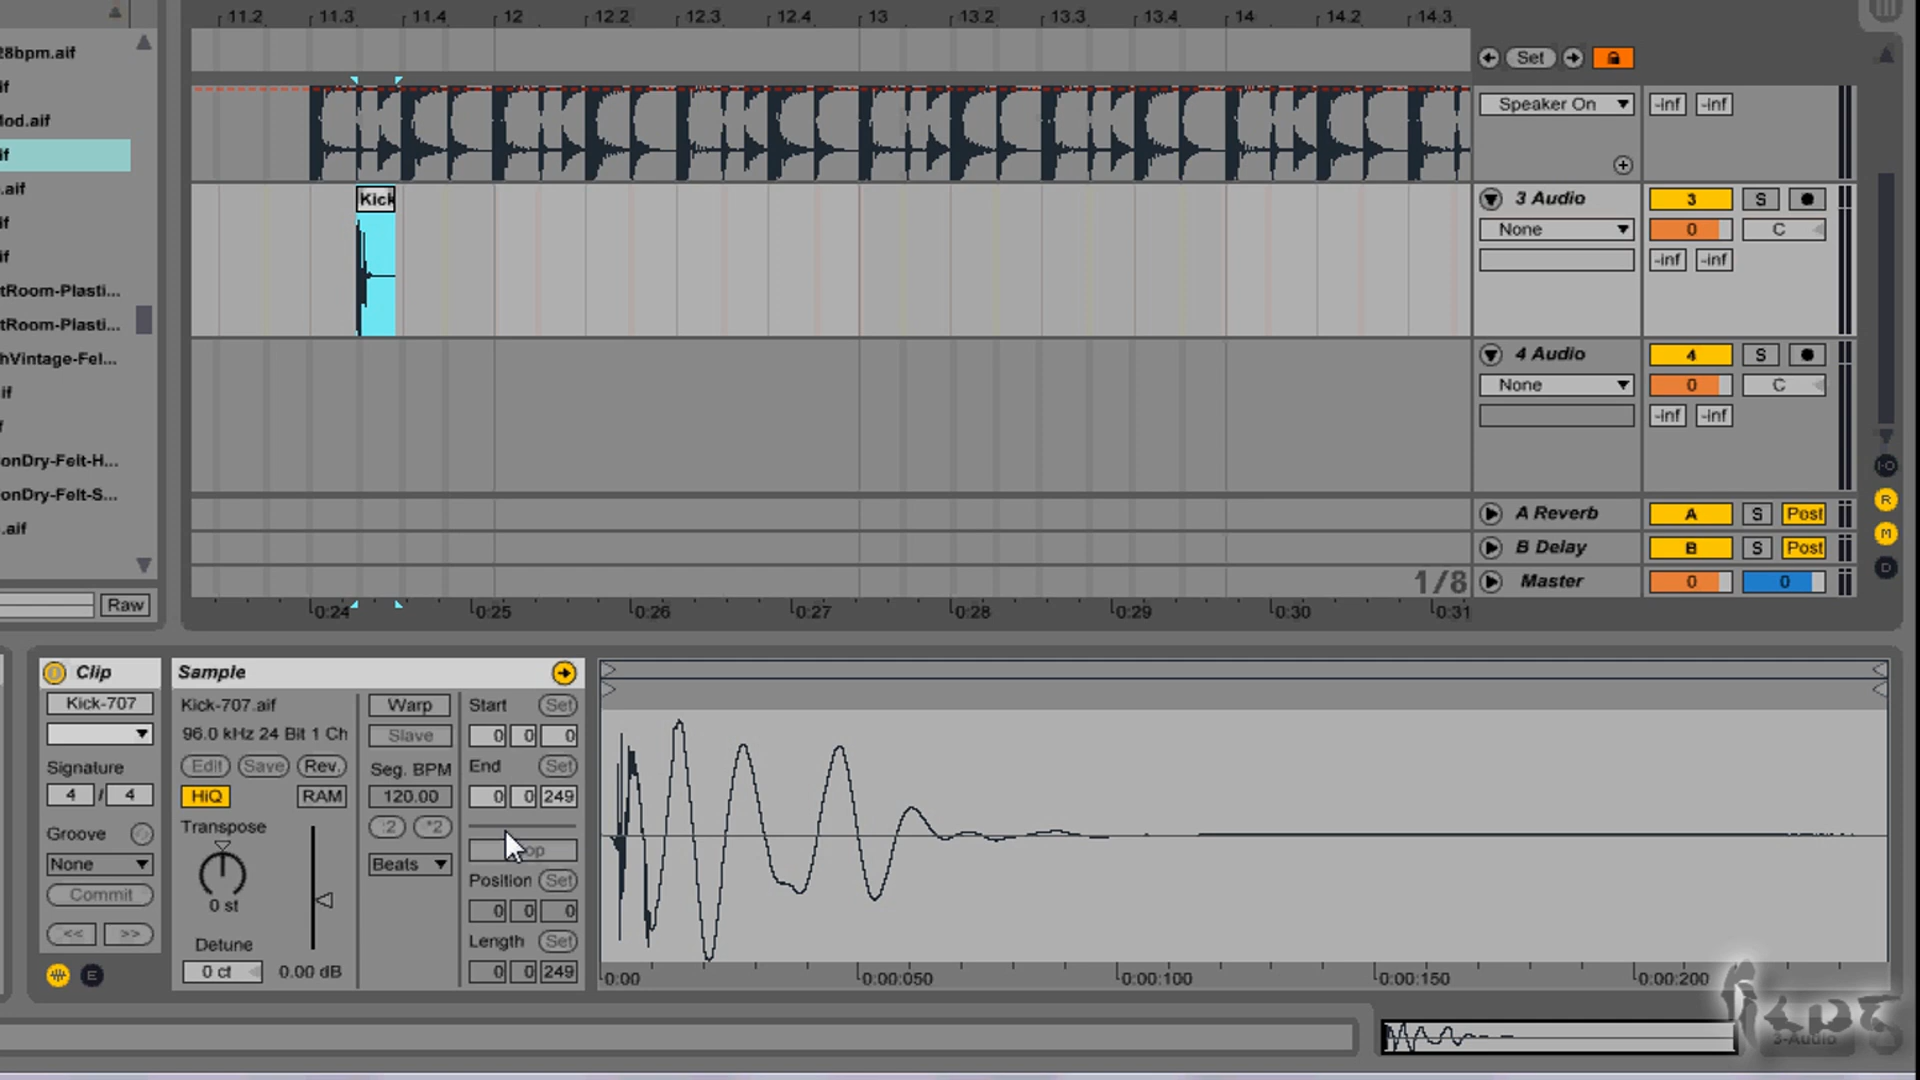 11.2 11.3 11.4 12 12.2 12.3 12.4 13 13.2 13.3 13.4 14 14.2 14.3
28bpm.aif
if
Mod.aif
if
.aif
if
if
tRoom-Plasti...
tRoom-Plasti...
hVintage-Fel...
if
f
onDry-Felt-H...
onDry-Felt-S...
.aif
Raw
Set
Speaker On -inf -inf
Kick
3 Audio 3 S
None 0 C
-inf -inf
4 Audio 4 S
None 0 C
-inf -inf
A Reverb A S Post
B Delay B S Post
1/8 Master 0 0
I-O
R
M
D
0:24 0:25 0:26 0:27 0:28 0:29 0:30 0:31
Clip
Kick-707
Signature
4 / 4
Groove
None
Commit
<< >>
E
Sample
Kick-707.aif
96.0 kHz 24 Bit 1 Ch
Edit Save Rev.
HiQ RAM
Transpose
0 st
Detune
0 ct 0.00 dB
Warp
Slave
Seg. BPM
120.00
:2 *2
Beats
Start Set
0 0 0
End Set
0 0 249
Position Set
0 0 0
Length Set
0 0 249
0:00 0:00:050 0:00:100 0:00:150 0:00:200
3-Audio